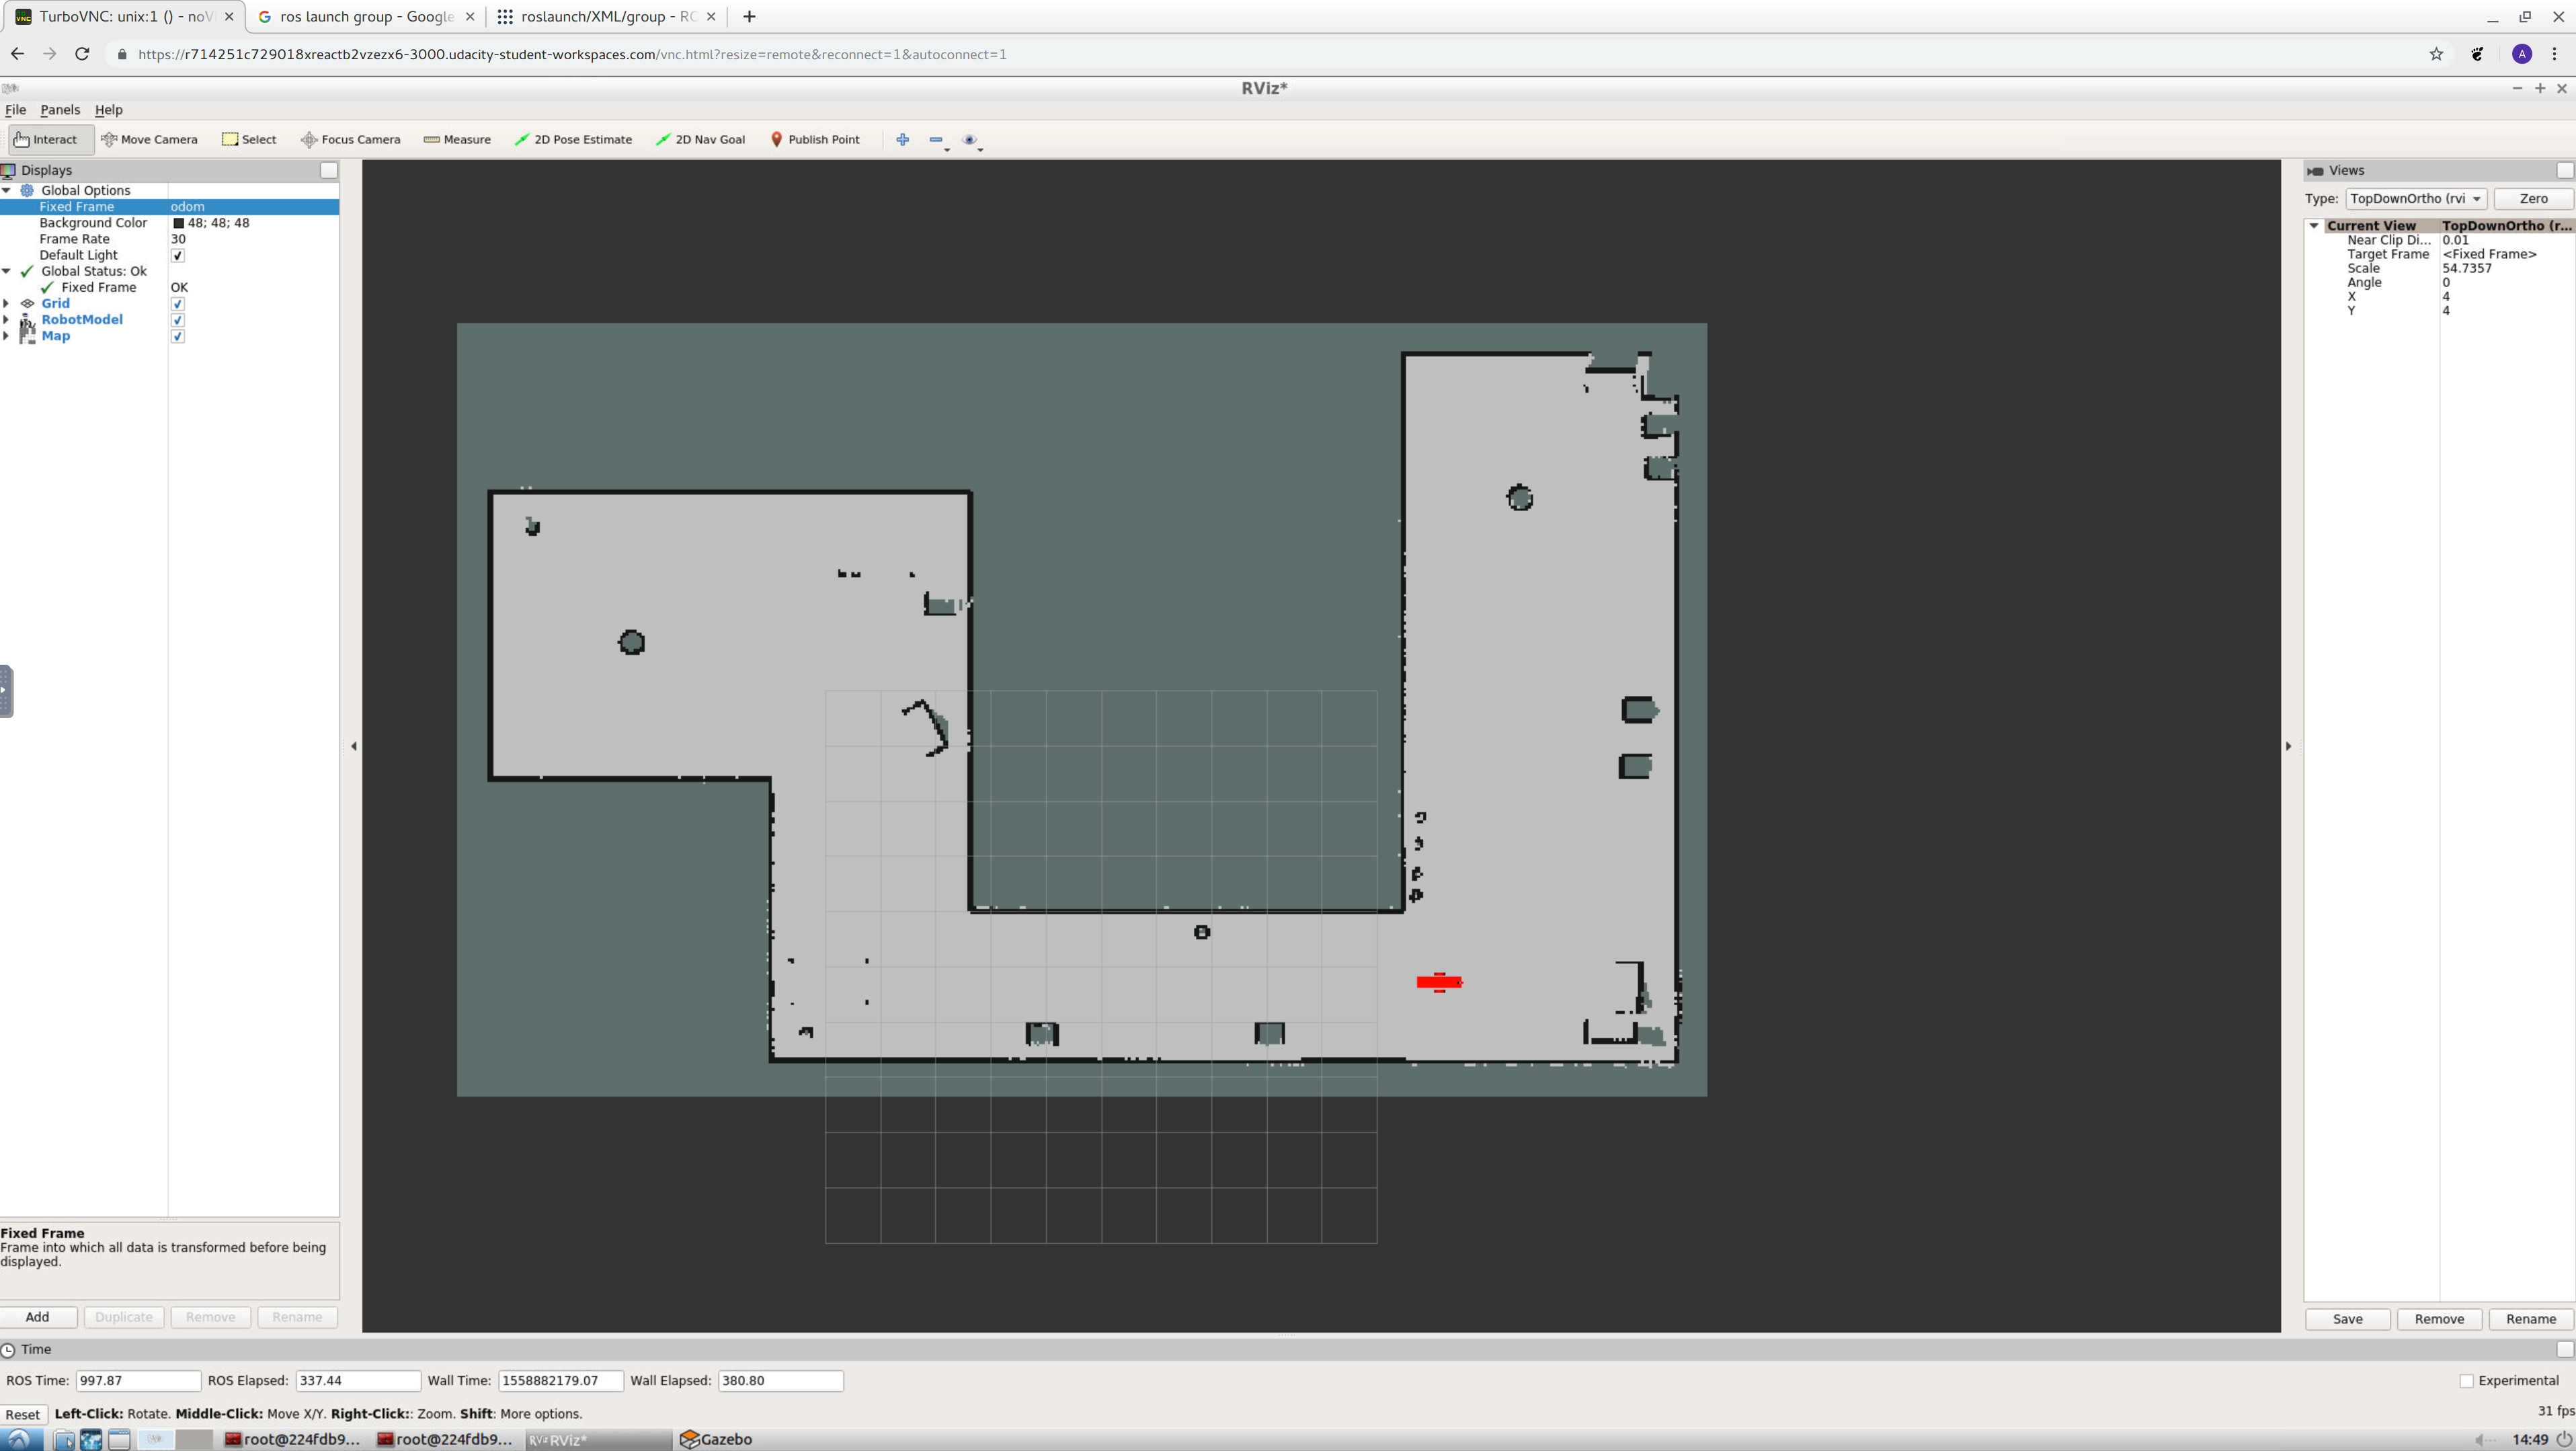 TurboVNC: unix:1 () - noV
ros launch group - Google
roslaunch/XML/group - RO
https://r714251c729018xreactb2vzezx6-3000.udacity-student-workspaces.com/vnc.html?resize=remote&reconnect=1&autoconnect=1
A
RViz*
File Panels Help
Interact Move Camera Select Focus Camera Measure 2D Pose Estimate 2D Nav Goal Publish Point
Displays
Global Options
Fixed Frame odom
Background Color 48; 48; 48
Frame Rate 30
Default Light
Global Status: Ok
Fixed Frame OK
Grid
RobotModel
Map
Fixed Frame
Frame into which all data is transformed before being
displayed.
Add Duplicate Remove Rename
Views
Type: TopDownOrtho (rvi Zero
Current View TopDownOrtho (r...
Near Clip Di... 0.01
Target Frame <Fixed Frame>
Scale 54.7357
Angle 0
X 4
Y 4
Save Remove Rename
Time
ROS Time: 997.87 ROS Elapsed: 337.44 Wall Time: 1558882179.07 Wall Elapsed: 380.80 Experimental
Reset Left-Click: Rotate. Middle-Click: Move X/Y. Right-Click:: Zoom. Shift: More options. 31 fps
root@224fdb9... root@224fdb9... RViz* Gazebo 14:49